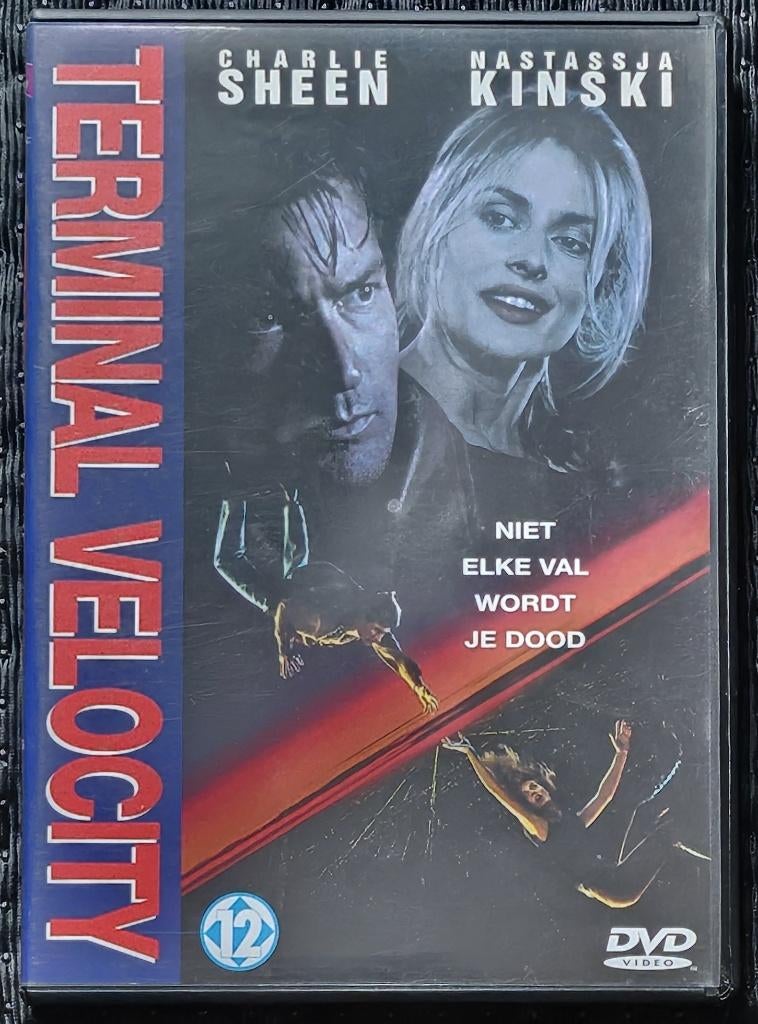 TERMINAL VELOCITY
CHARLIE
SHEEN
NASTASSJA
KINSKI
NIET
ELKE VAL
WORDT
JE DOOD
12
DVD
VIDEO